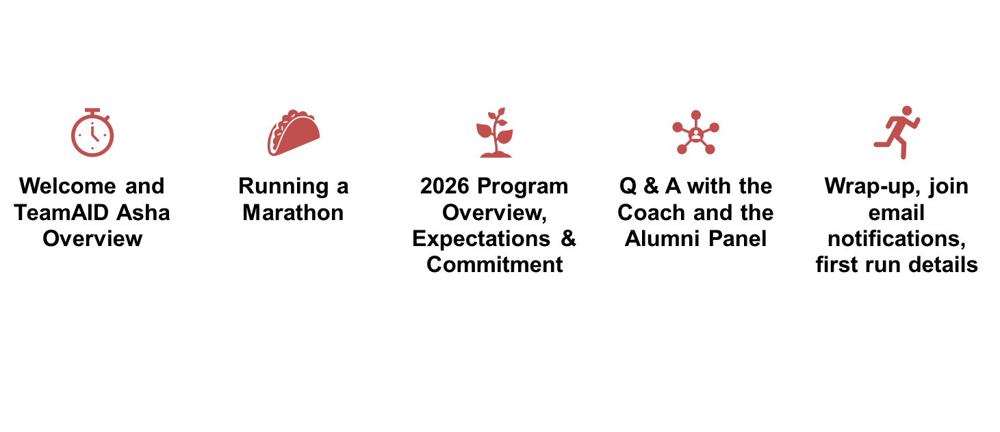 Welcome and
TeamAID Asha
Overview
Running a
Marathon
2026 Program
Overview,
Expectations &
Commitment
Q & A with the
Coach and the
Alumni Panel
Wrap-up, join
email
notifications,
first run details